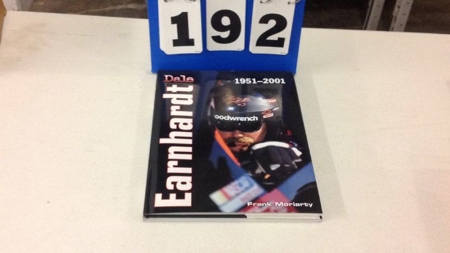 192
Dale
Earnhardt
1951-2001
oodwrench
Frank Moriarty